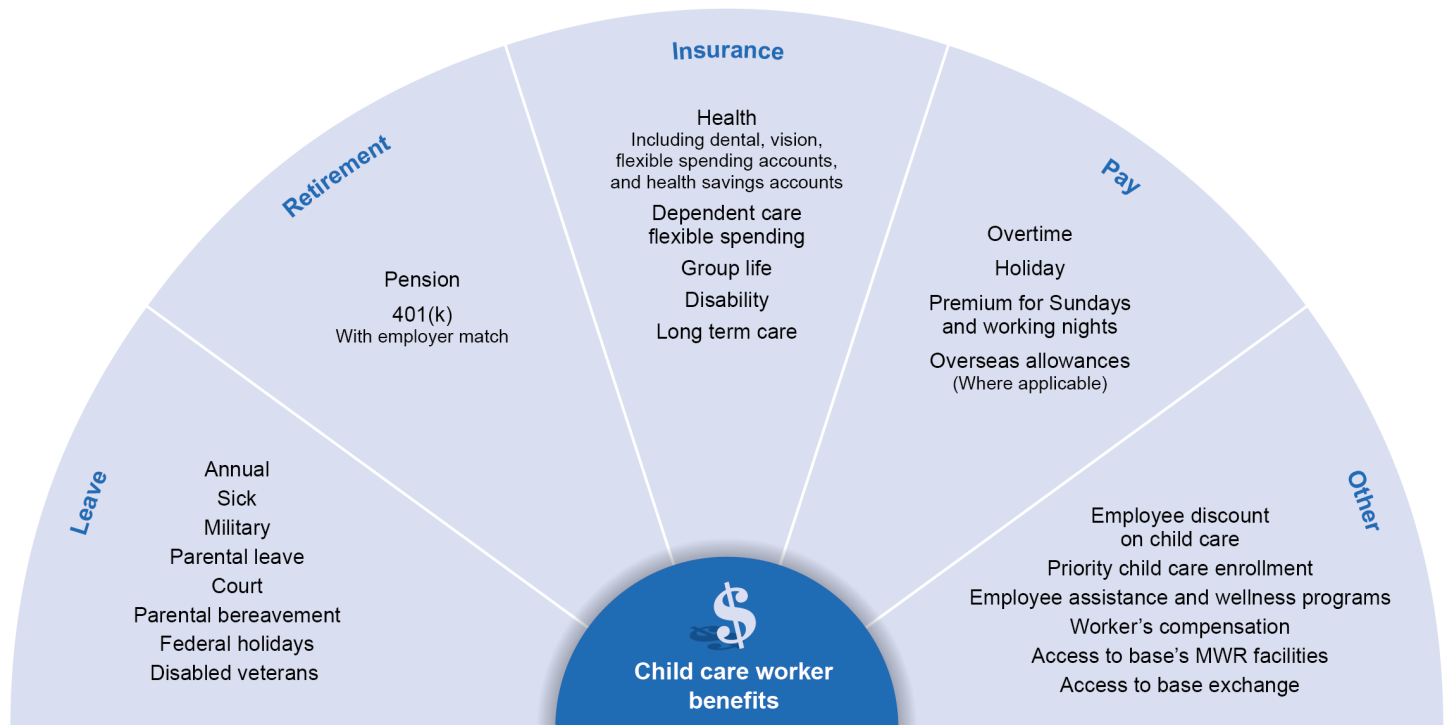 Leave
Annual
Sick
Military
Parental leave
Court
Parental bereavement
Federal holidays
Disabled veterans
Retirement
Pension
401(k)
With employer match
Insurance
Health
Including dental, vision,
flexible spending accounts,
and health savings accounts
Dependent care
flexible spending
Group life
Disability
Long term care
Pay
Overtime
Holiday
Premium for Sundays
and working nights
Overseas allowances
(Where applicable)
Other
Employee discount
on child care
Priority child care enrollment
Employee assistance and wellness programs
Worker’s compensation
Access to base’s MWR facilities
Access to base exchange
$
Child care worker
benefits